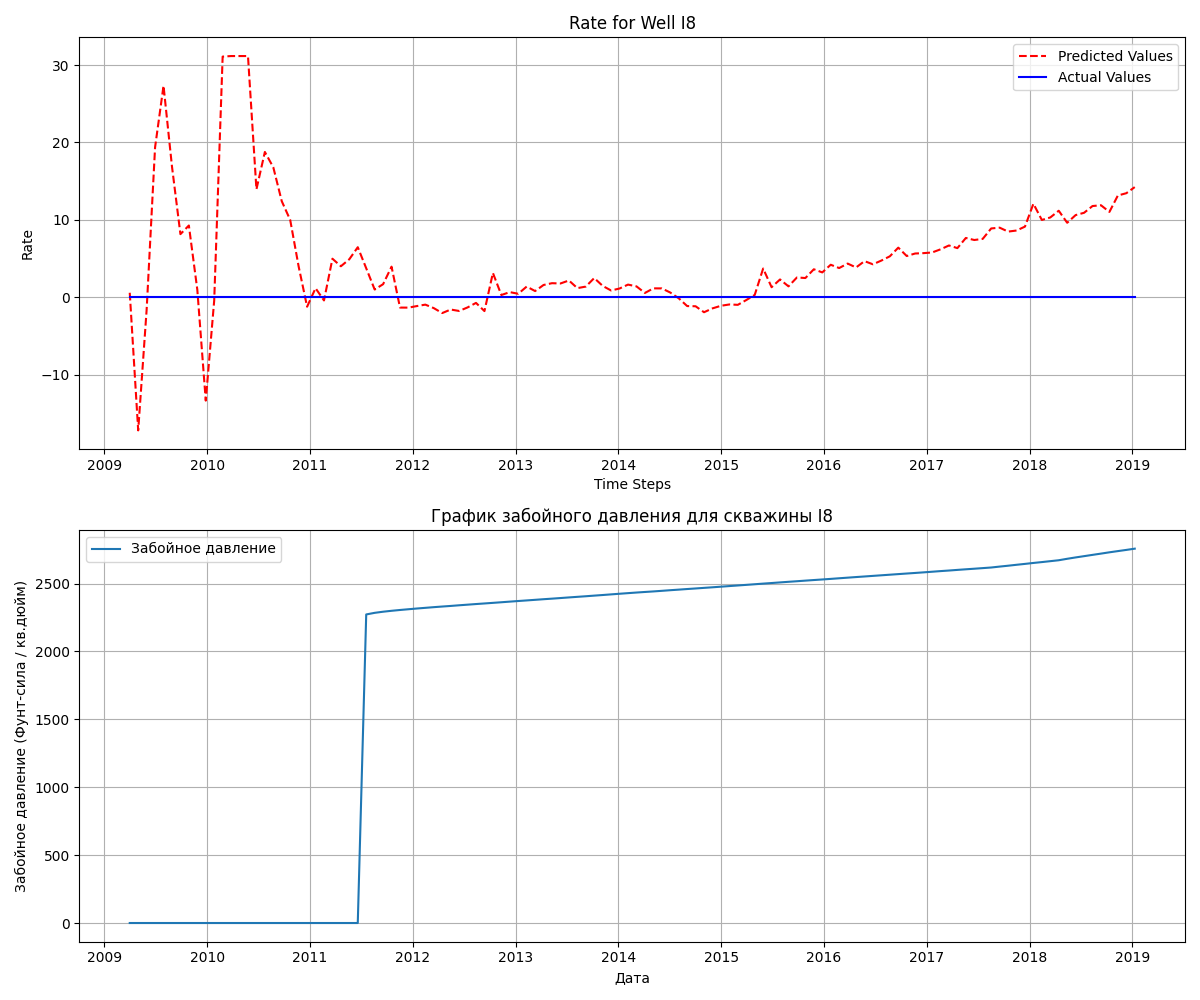 Rate for Well I8
Predicted Values
Actual Values
Rate
30
20
10
0
−10
2009 2010 2011 2012 2013 2014 2015 2016 2017 2018 2019
Time Steps
График забойного давления для скважины I8
Забойное давление
Забойное давление (Фунт-сила / кв.дюйм)
2500
2000
1500
1000
500
0
2009 2010 2011 2012 2013 2014 2015 2016 2017 2018 2019
Дата